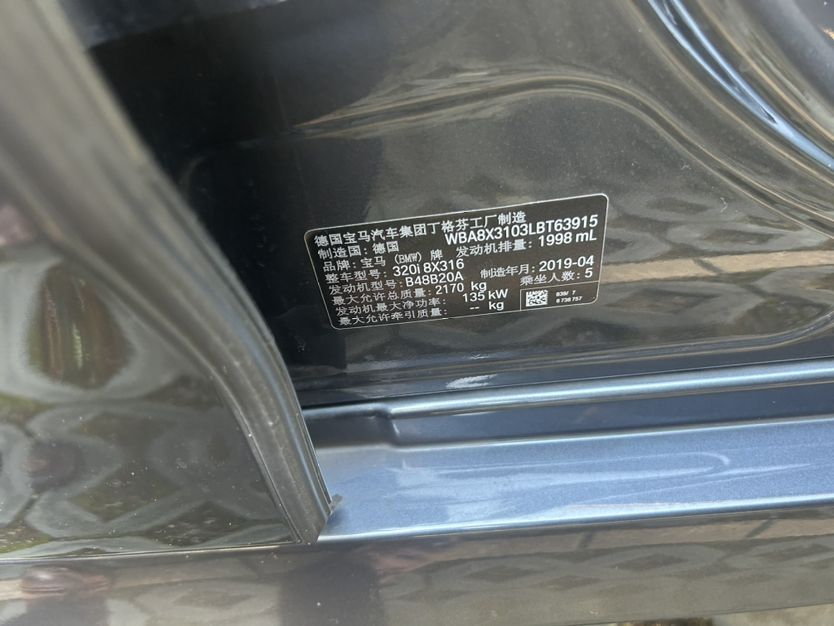 德国宝马汽车集团丁格芬工厂制造
制造国：德国 WBA8X3103LBT63915
品牌：宝马 (BMW) 牌 发动机排量：1998 mL
整车型号：320i 8X316
发动机型号：B48B20A 制造年月：2019-04
最大允许总质量：2170 kg 乘坐人数：5
发动机最大净功率：135 kW
最大允许牵引质量：-- kg
8 738 757